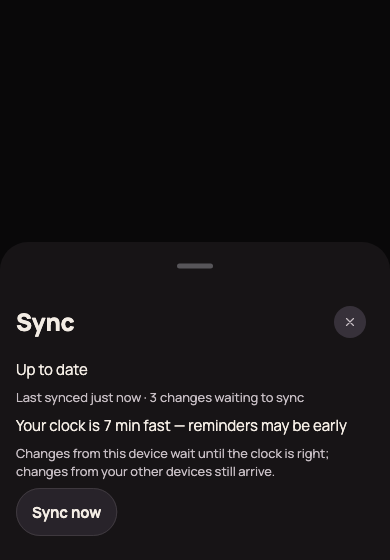 Sync
Up to date
Last synced just now · 3 changes waiting to sync
Your clock is 7 min fast — reminders may be early
Changes from this device wait until the clock is right;
changes from your other devices still arrive.
Sync now